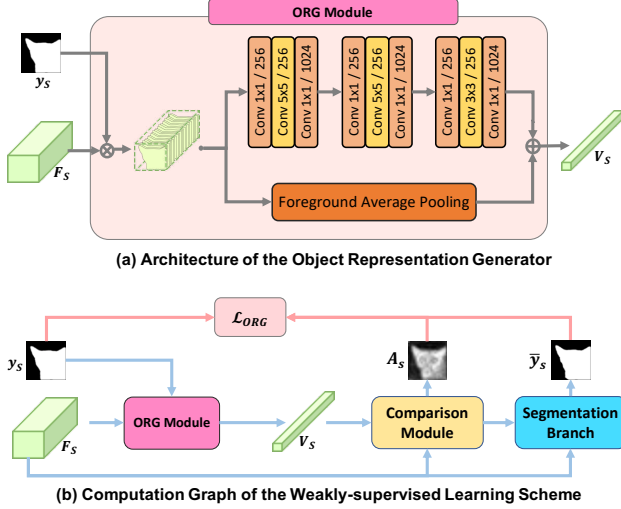 ORG Module
y_s
F_s
Conv 1x1 / 256
Conv 5x5 / 256
Conv 1x1 / 1024
Conv 1x1 / 256
Conv 5x5 / 256
Conv 1x1 / 1024
Conv 1x1 / 256
Conv 3x3 / 256
Conv 1x1 / 1024
V_s
Foreground Average Pooling
(a) Architecture of the Object Representation Generator
ℒ_ORG
y_s
A_s
ȳ_s
F_s
ORG Module
V_s
Comparison
Module
Segmentation
Branch
(b) Computation Graph of the Weakly-supervised Learning Scheme